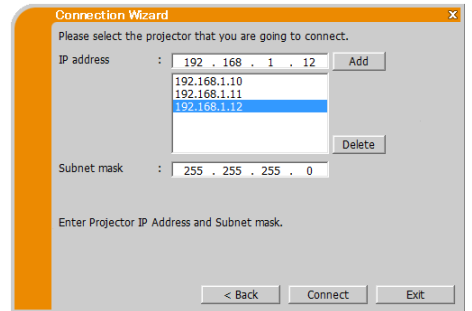 Connection Wizard x
Please select the projector that you are going to connect.
IP address : 192 . 168 . 1 . 12 Add
192.168.1.10
192.168.1.11
192.168.1.12
Delete
Subnet mask : 255 . 255 . 255 . 0
Enter Projector IP Address and Subnet mask.
< Back Connect Exit